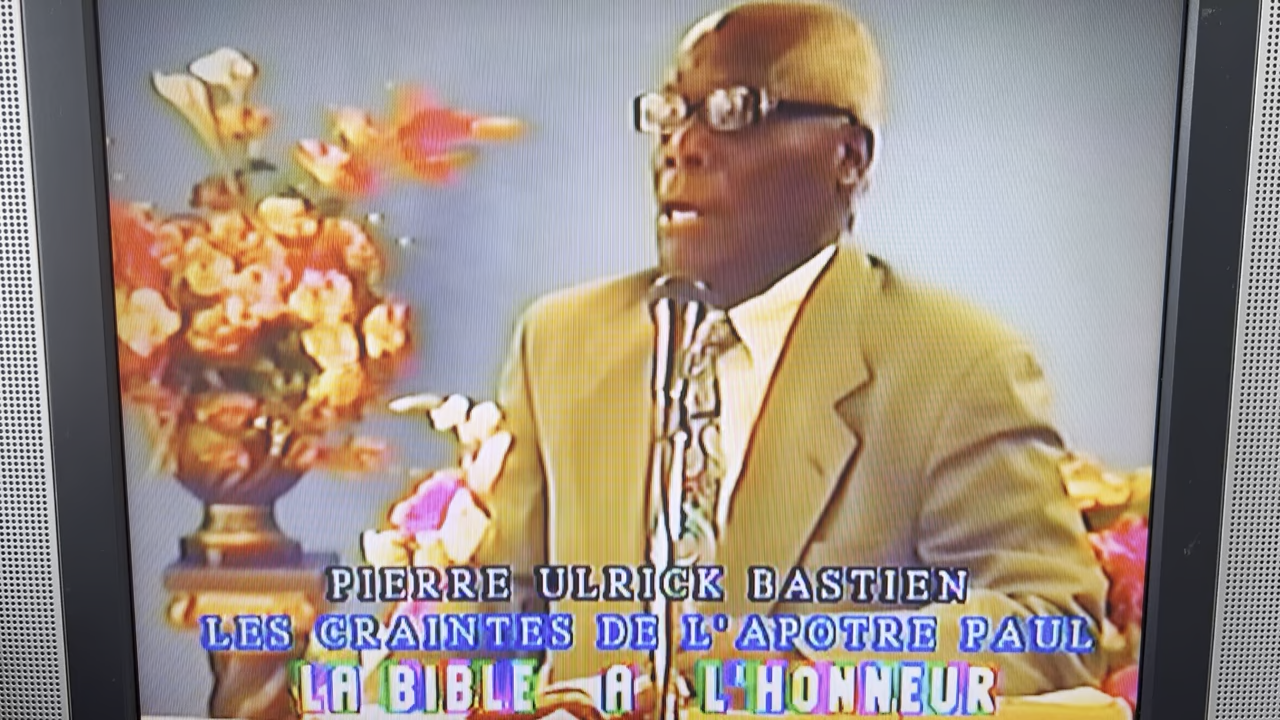 PIERRE ULRICK BASTIEN
LES CRAINTES DE L'APOTRE PAUL
LA BIBLE A L'HONNEUR